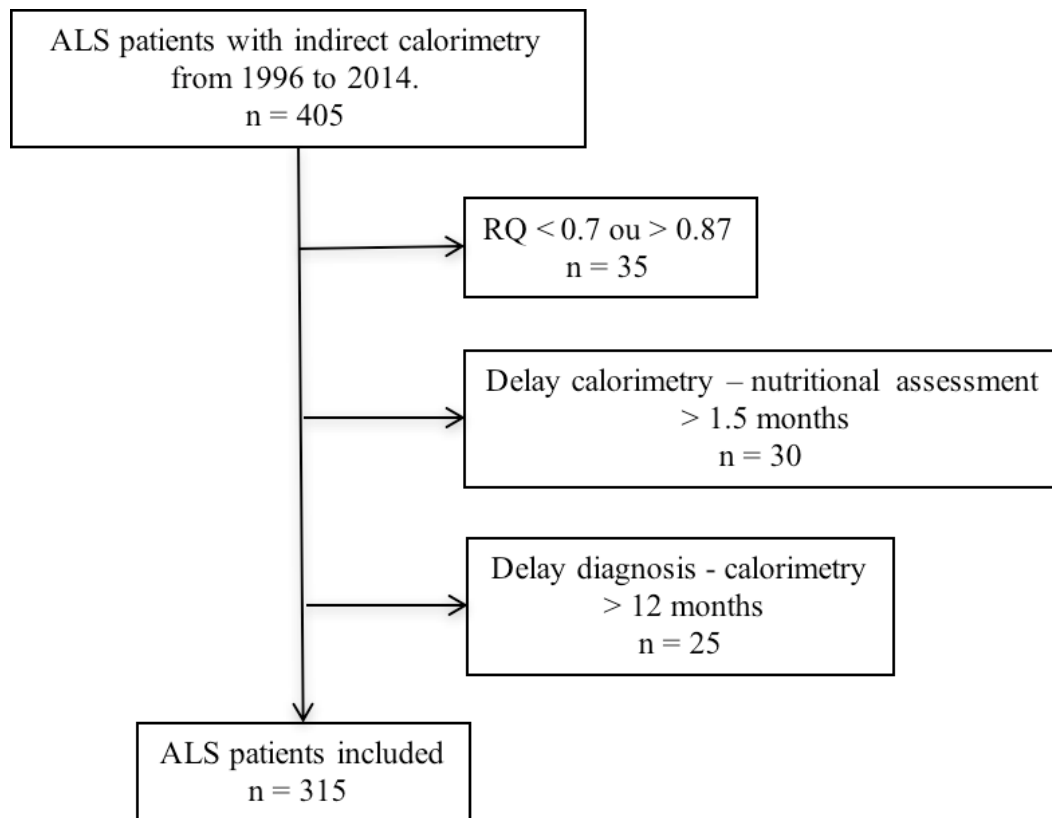 ALS patients with indirect calorimetry
from 1996 to 2014.
n = 405
RQ < 0.7 ou > 0.87
n = 35
Delay calorimetry – nutritional assessment
> 1.5 months
n = 30
Delay diagnosis - calorimetry
> 12 months
n = 25
ALS patients included
n = 315